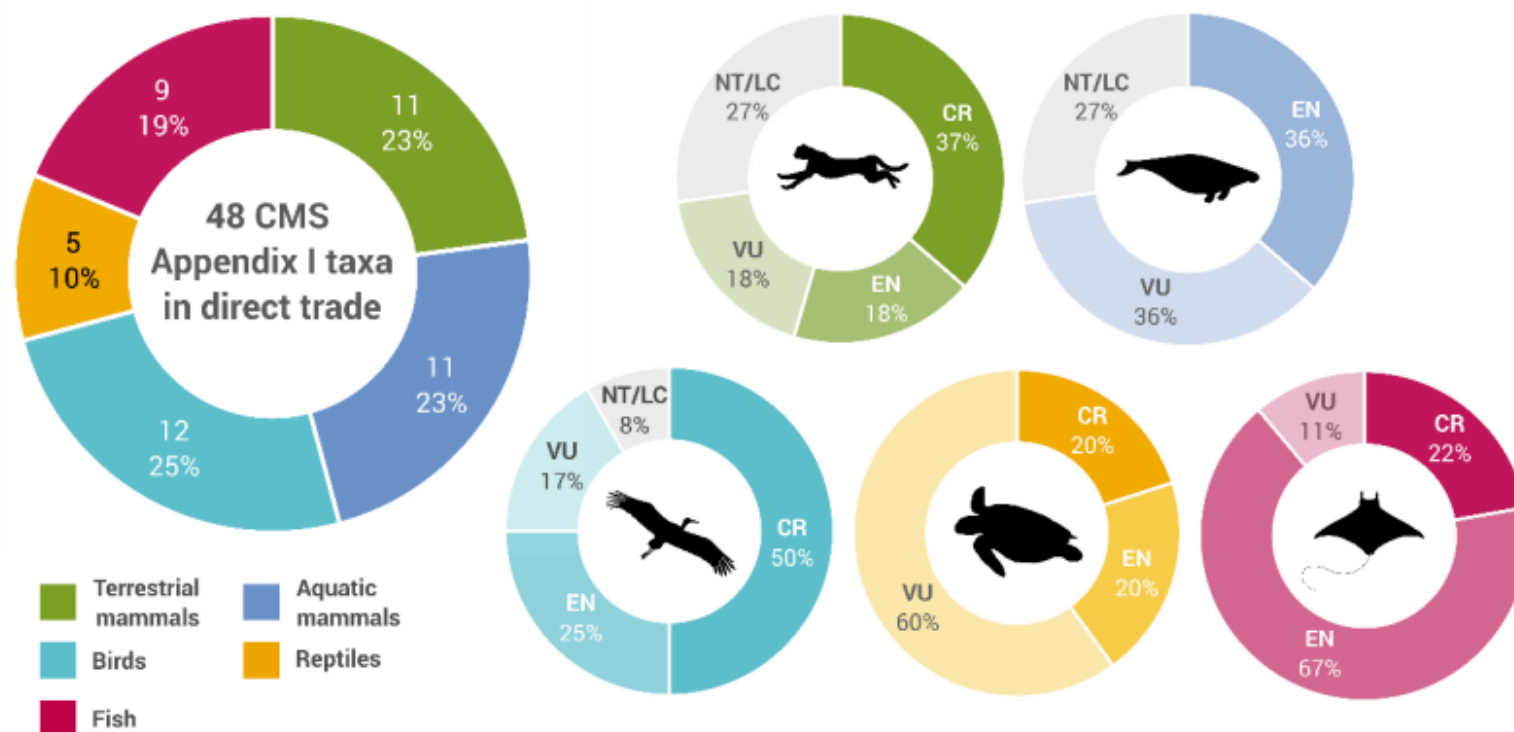 9
19%
11
23%
48 CMS
Appendix I taxa
in direct trade
5
10%
11
23%
12
25%
Terrestrial
mammals
Aquatic
mammals
Birds
Reptiles
Fish
NT/LC
27%
CR
37%
VU
18%
EN
18%
NT/LC
27%
EN
36%
VU
36%
NT/LC
8%
VU
17%
CR
50%
EN
25%
CR
20%
EN
20%
VU
60%
VU
11%
CR
22%
EN
67%